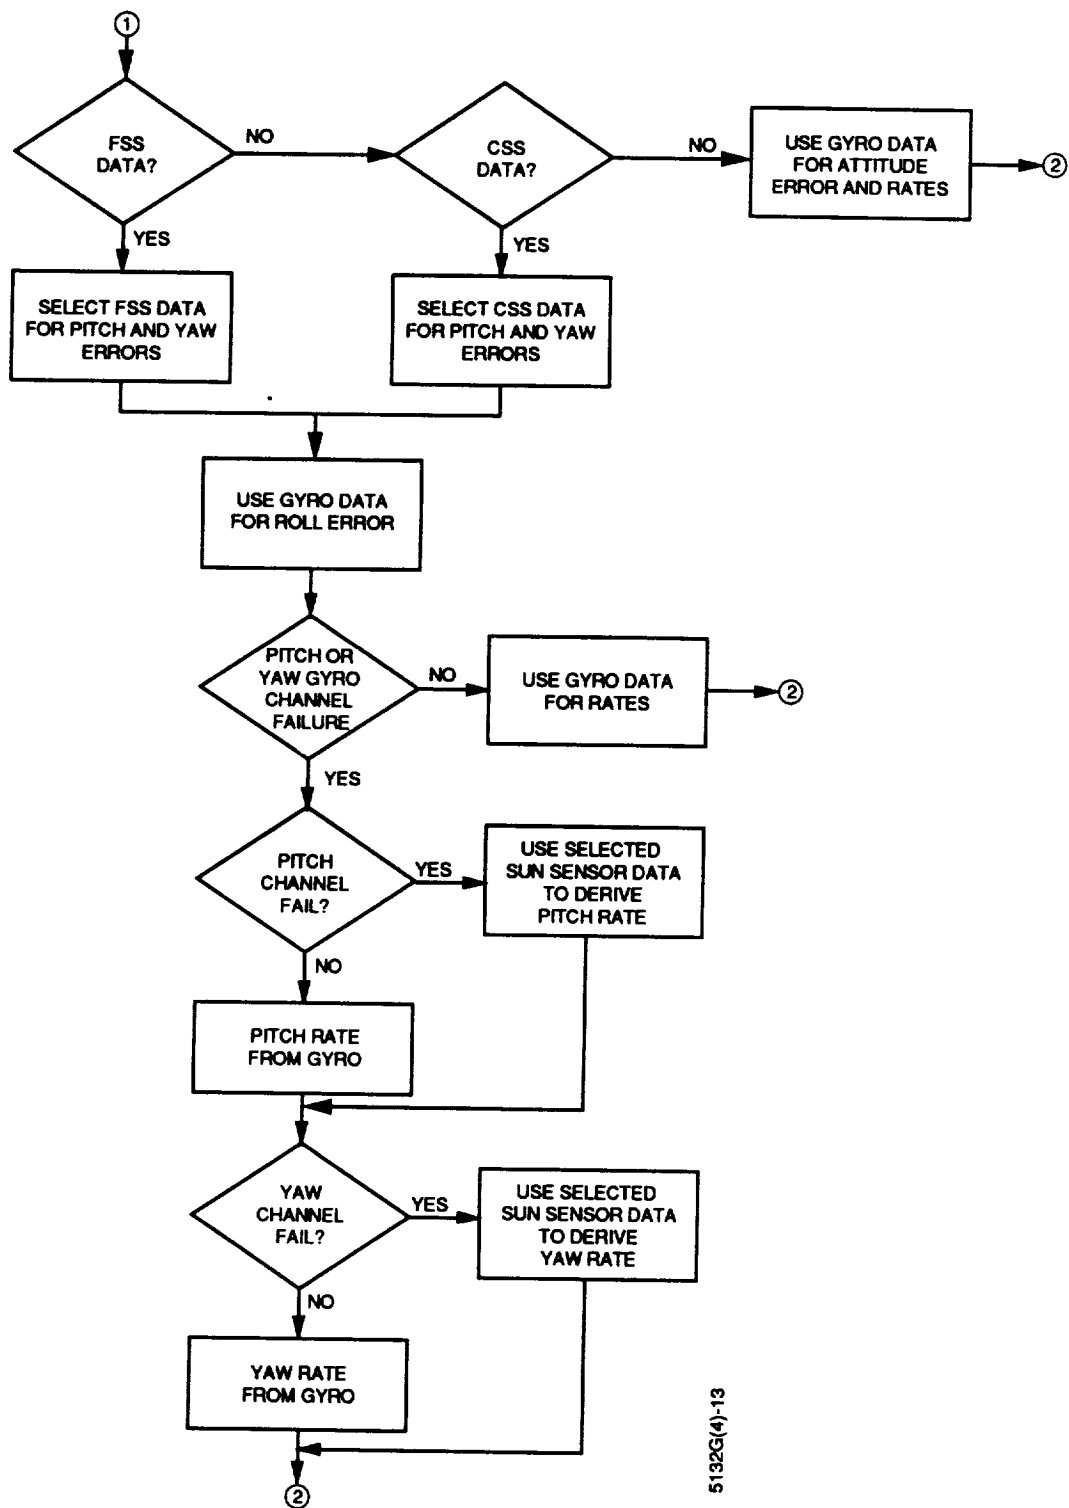 1
FSS
DATA?
NO
CSS
DATA?
NO
USE GYRO DATA
FOR ATTITUDE
ERROR AND RATES
2
YES
YES
SELECT FSS DATA
FOR PITCH AND YAW
ERRORS
SELECT CSS DATA
FOR PITCH AND YAW
ERRORS
USE GYRO DATA
FOR ROLL ERROR
PITCH OR
YAW GYRO
CHANNEL
FAILURE
NO
USE GYRO DATA
FOR RATES
2
YES
PITCH
CHANNEL
FAIL?
YES
USE SELECTED
SUN SENSOR DATA
TO DERIVE
PITCH RATE
NO
PITCH RATE
FROM GYRO
YAW
CHANNEL
FAIL?
YES
USE SELECTED
SUN SENSOR DATA
TO DERIVE
YAW RATE
NO
YAW RATE
FROM GYRO
2
5132G(4)-13